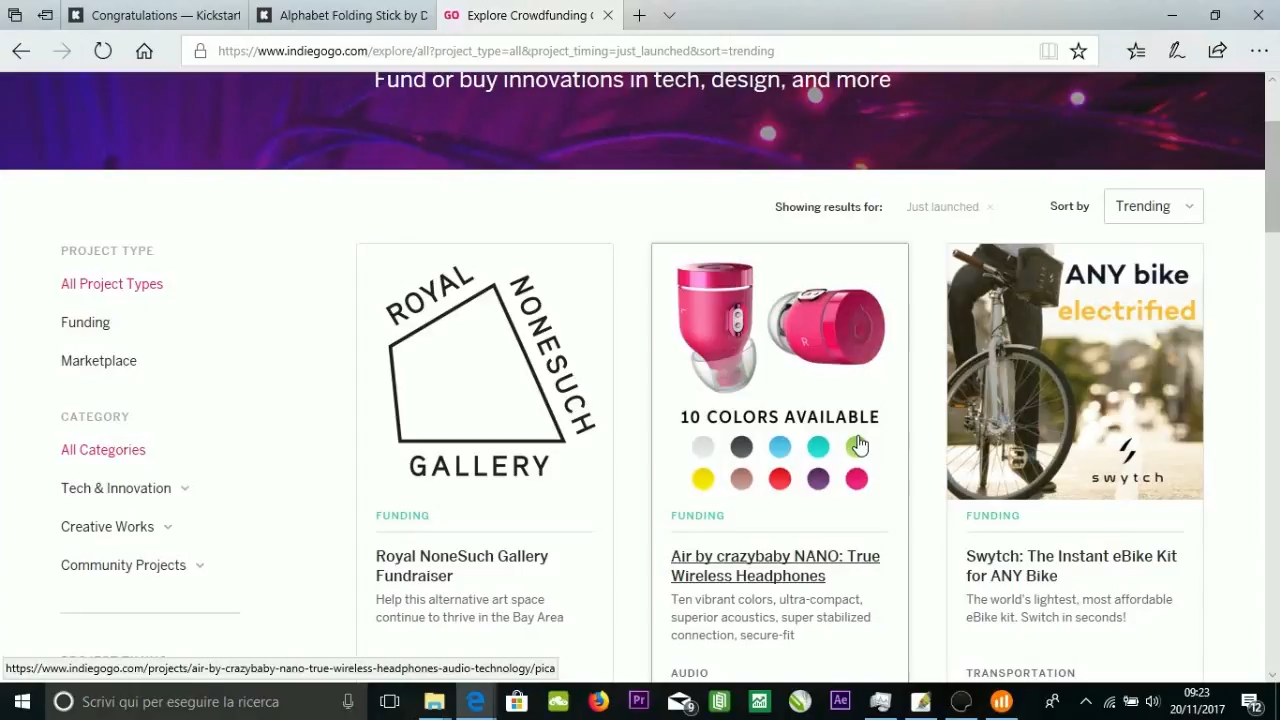 Congratulations — Kickstart
Alphabet Folding Stick by D
GO Explore Crowdfunding C
https://www.indiegogo.com/explore/all?project_type=all&project_timing=just_launched&sort=trending
Fund or buy innovations in tech, design, and more
Showing results for:
Just launched ×
Sort by
Trending
PROJECT TYPE
All Project Types
Funding
Marketplace
CATEGORY
All Categories
Tech & Innovation
Creative Works
Community Projects
ROYAL
NONESUCH
GALLERY
FUNDING
Royal NoneSuch Gallery
Fundraiser
Help this alternative art space
continue to thrive in the Bay Area
R
10 COLORS AVAILABLE
FUNDING
Air by crazybaby NANO: True
Wireless Headphones
Ten vibrant colors, ultra-compact,
superior acoustics, super stabilized
connection, secure-fit
AUDIO
ANY bike
electrified
swytch
FUNDING
Swytch: The Instant eBike Kit
for ANY Bike
The world's lightest, most affordable
eBike kit. Switch in seconds!
TRANSPORTATION
https://www.indiegogo.com/projects/air-by-crazybaby-nano-true-wireless-headphones-audio-technology/pica
Scrivi qui per eseguire la ricerca
Pr
9
Ae
09:23
20/11/2017
12